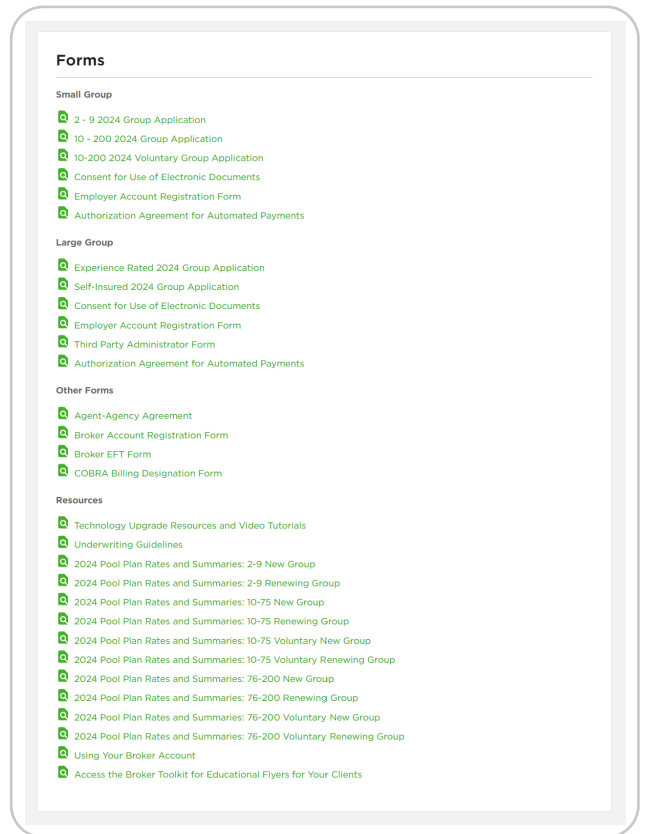 Forms
Small Group
2 - 9 2024 Group Application
10 - 200 2024 Group Application
10-200 2024 Voluntary Group Application
Consent for Use of Electronic Documents
Employer Account Registration Form
Authorization Agreement for Automated Payments
Large Group
Experience Rated 2024 Group Application
Self-Insured 2024 Group Application
Consent for Use of Electronic Documents
Employer Account Registration Form
Third Party Administrator Form
Authorization Agreement for Automated Payments
Other Forms
Agent-Agency Agreement
Broker Account Registration Form
Broker EFT Form
COBRA Billing Designation Form
Resources
Technology Upgrade Resources and Video Tutorials
Underwriting Guidelines
2024 Pool Plan Rates and Summaries: 2-9 New Group
2024 Pool Plan Rates and Summaries: 2-9 Renewing Group
2024 Pool Plan Rates and Summaries: 10-75 New Group
2024 Pool Plan Rates and Summaries: 10-75 Renewing Group
2024 Pool Plan Rates and Summaries: 10-75 Voluntary New Group
2024 Pool Plan Rates and Summaries: 10-75 Voluntary Renewing Group
2024 Pool Plan Rates and Summaries: 76-200 New Group
2024 Pool Plan Rates and Summaries: 76-200 Renewing Group
2024 Pool Plan Rates and Summaries: 76-200 Voluntary New Group
2024 Pool Plan Rates and Summaries: 76-200 Voluntary Renewing Group
Using Your Broker Account
Access the Broker Toolkit for Educational Flyers for Your Clients